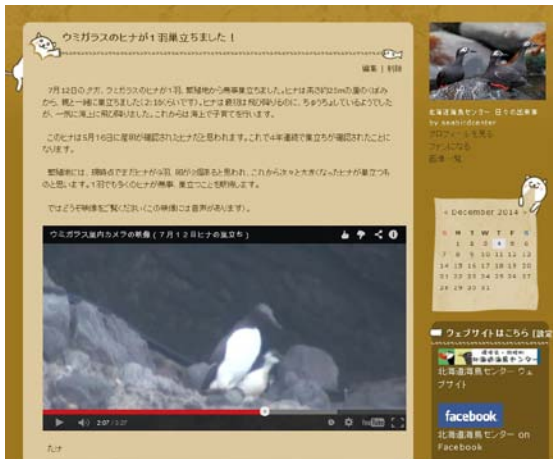 ウミガラスのヒナが1羽巣立ちました！
編集 | 削除
7月12日の夕方、ウミガラスのヒナが1羽、繁殖地から無事巣立ちました。ヒナは高さ約25mの崖のくぼみ
から、親と一緒に巣立ちました(2:19くらいです)。ヒナは最初は飛び降りるのに、ちゅうちょしているようでした
が、一気に海上に飛び降りました。これからは海上で子育てを行います。
このヒナは5月16日に産卵が確認されたヒナだと思われます。これで4年連続で巣立ちが確認されたことに
なります。
繁殖地には、現時点でまだヒナが 羽、卵が 個あると思われ、これから次々と大きくなったヒナが巣立つも
のと思います。1羽でも多くのヒナが無事、巣立つことを期待します。
ではどうぞ映像をご覧ください(この映像には音声があります)。
ウミガラス巣内カメラの映像（7月12日ヒナの巣立ち）
2:07 / 3:27
YouTube
たけ
北海道海鳥センター 日々の出来事
by seabirdcenter
プロフィールを見る
ファンになる
画像一覧
« December 2014 »
S M T W T F S
1 2 3 4 5 6
7 8 9 10 11 12 13
14 15 16 17 18 19 20
21 22 23 24 25 26 27
28 29 30 31
ウェブサイトはこちら [設定
北海道海鳥センター
北海道海鳥センター ウェ
ブサイト
facebook
北海道海鳥センター on
Facebook